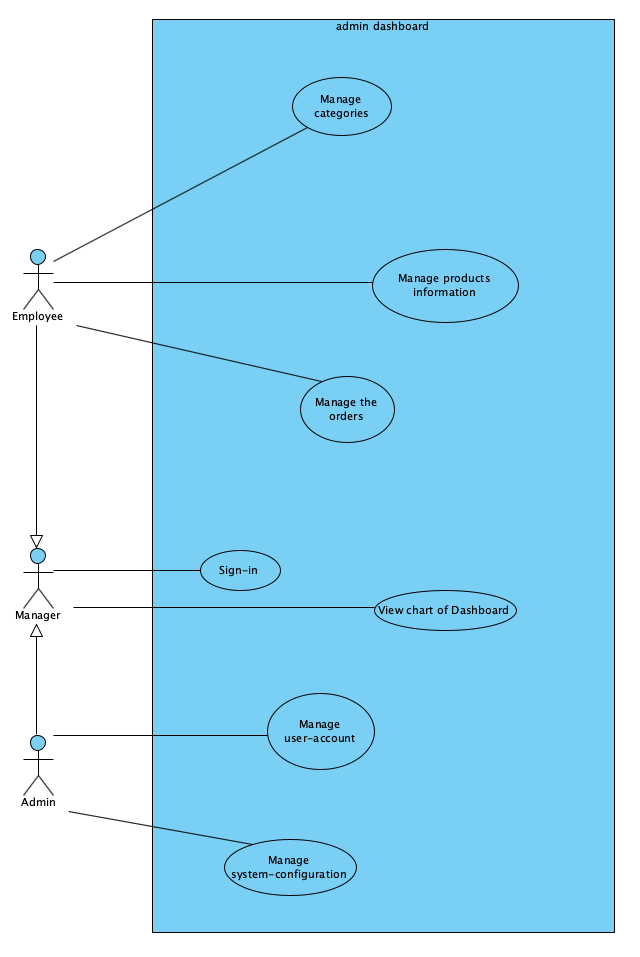 admin dashboard
Manage
categories
Manage products
information
Employee
Manage the
orders
Sign-in
Manager
View chart of Dashboard
Manage
user-account
Admin
Manage
system-configuration